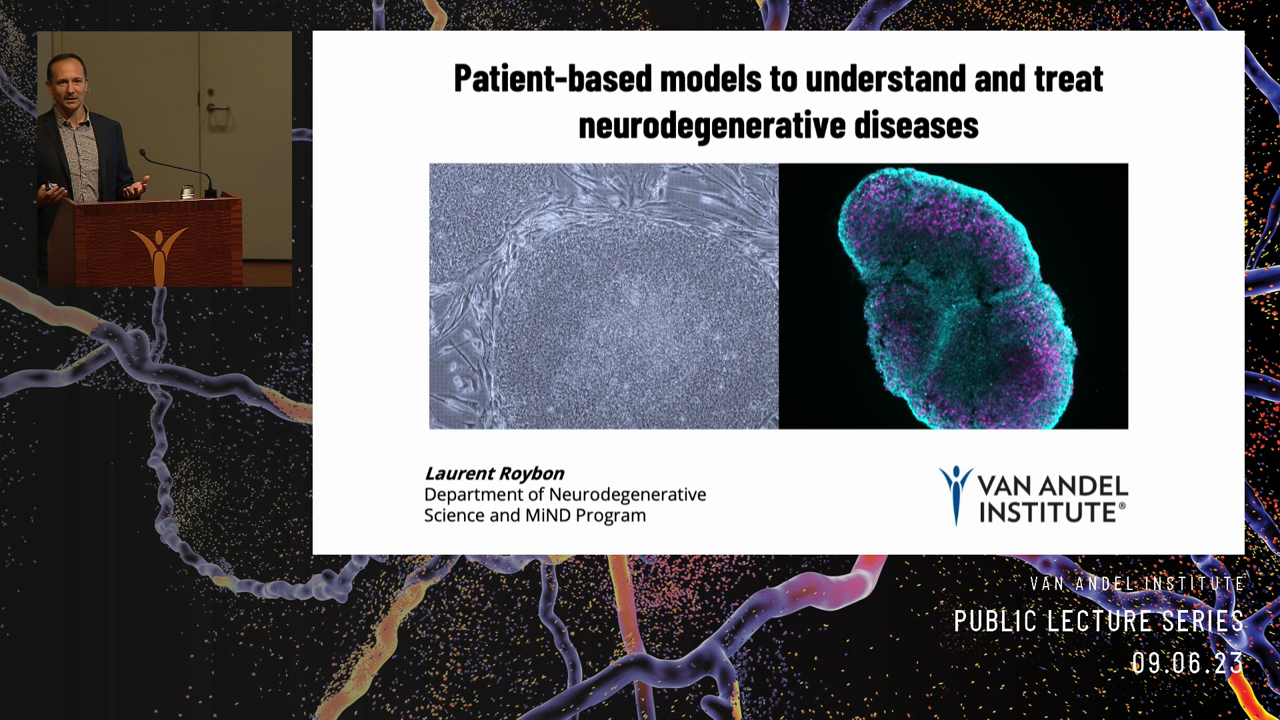 Patient-based models to understand and treat
neurodegenerative diseases
Laurent Roybon
Department of Neurodegenerative
Science and MiND Program
VAN ANDEL
INSTITUTE®
VAN ANDEL INSTITUTE
PUBLIC LECTURE SERIES
09.06.23